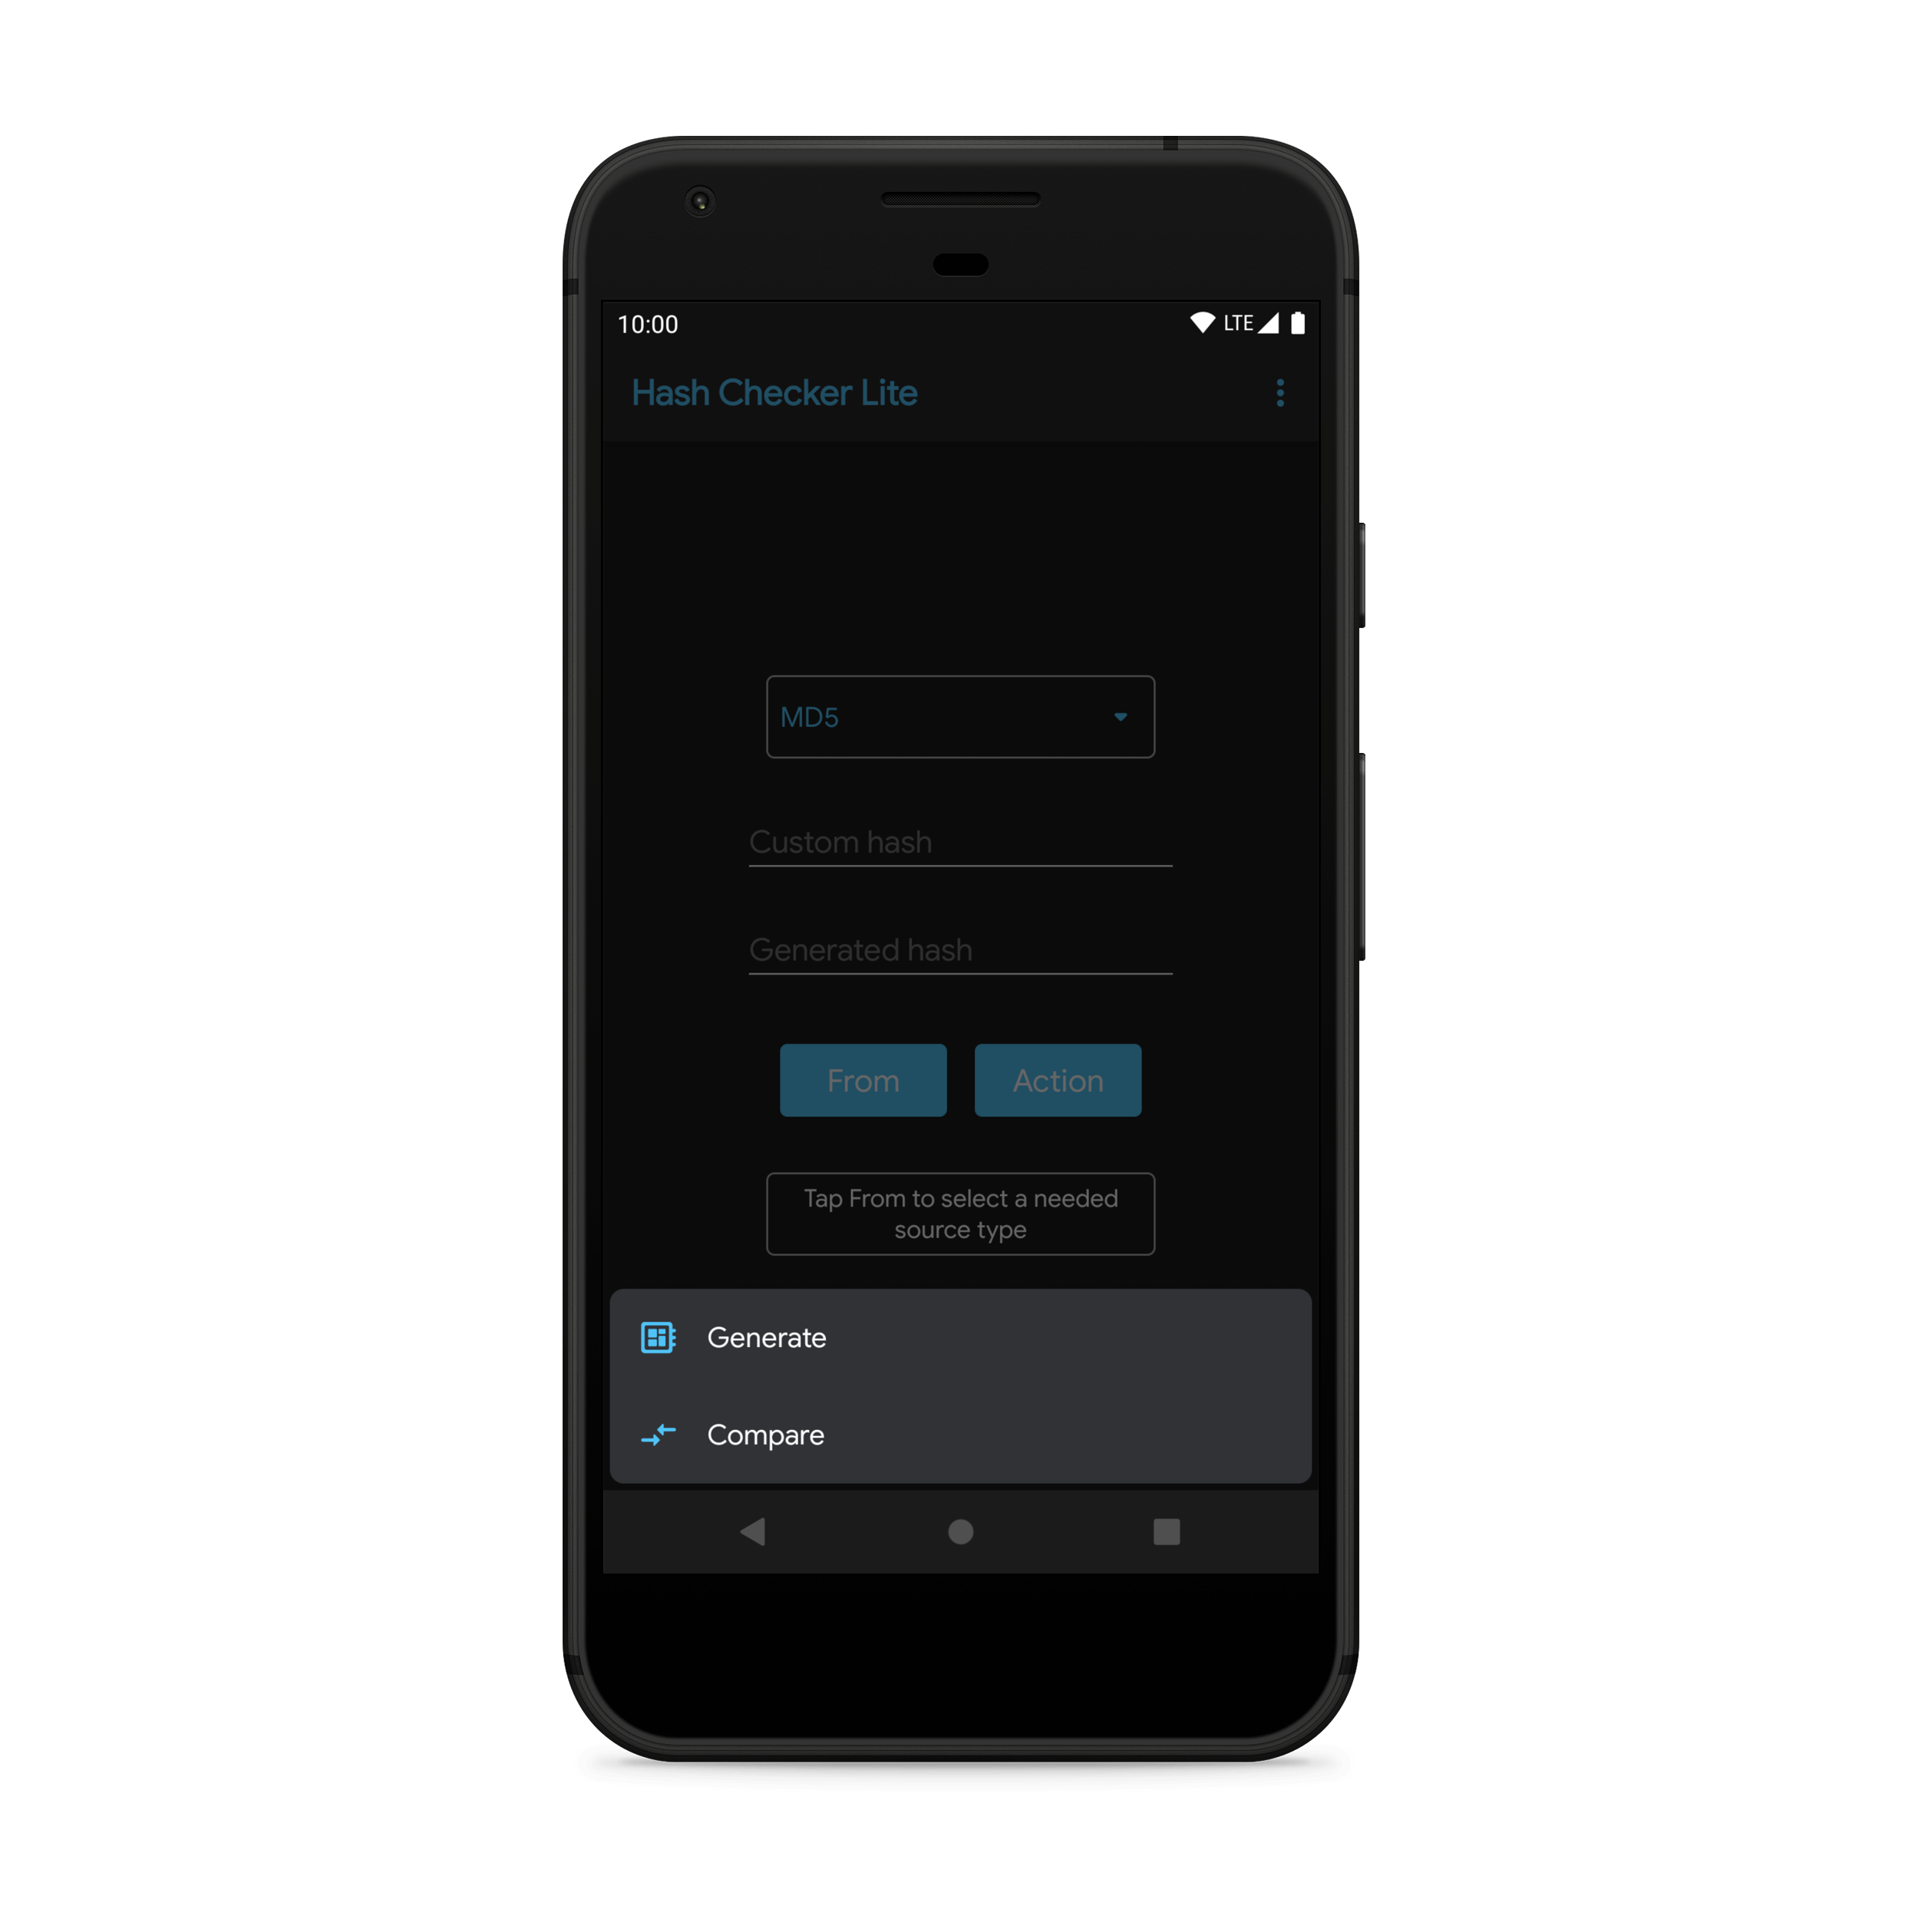 10:00 LTE
Hash Checker Lite
MD5
Custom hash
Generated hash
From Action
Tap From to select a needed
source type
Generate
Compare